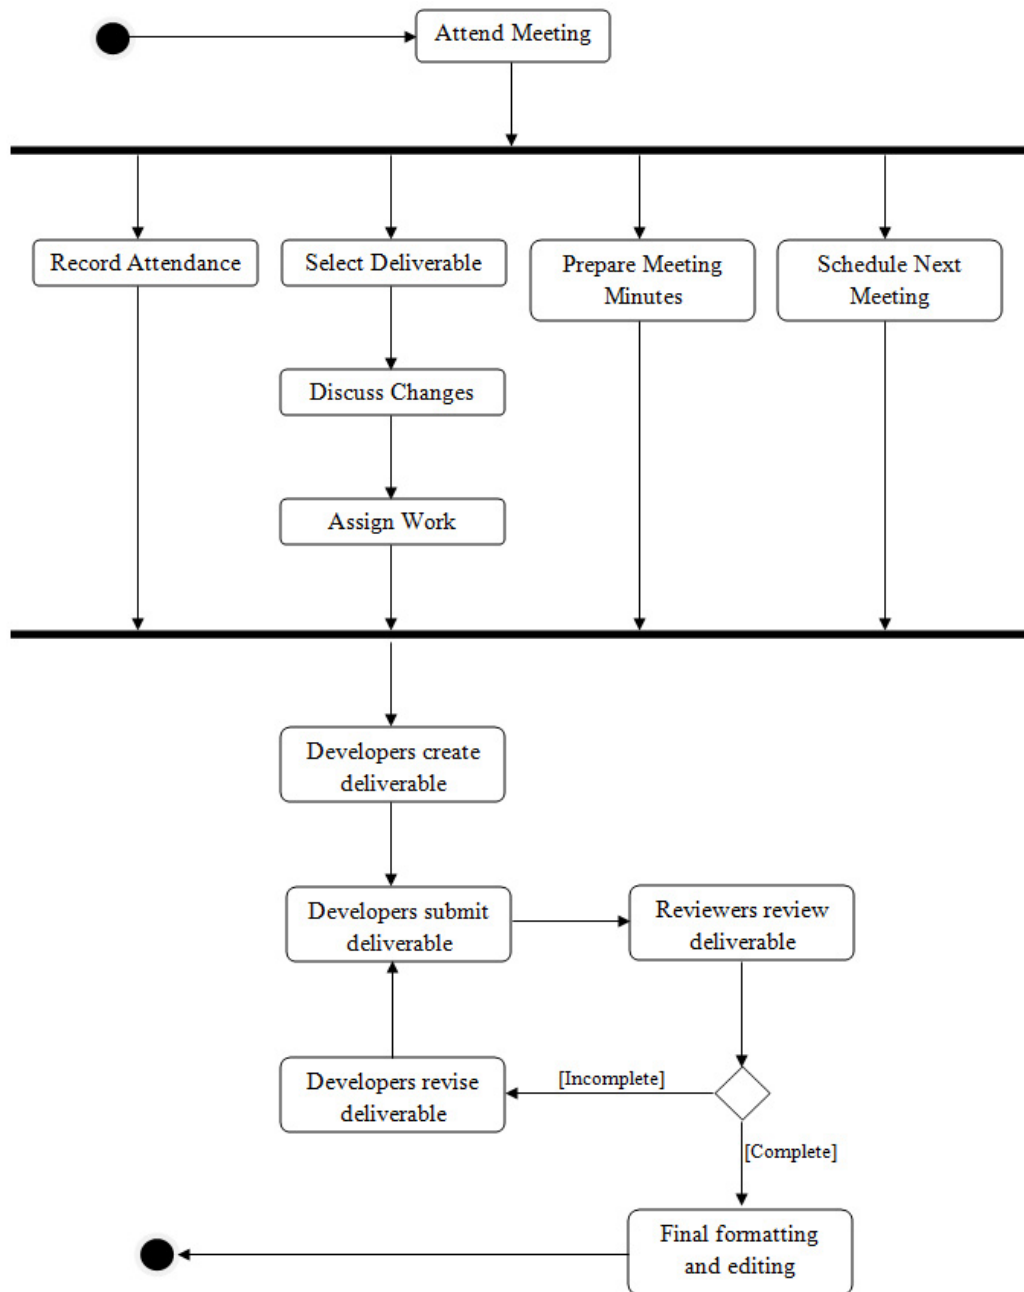 Attend Meeting
Record Attendance
Select Deliverable
Prepare Meeting
Minutes
Schedule Next
Meeting
Discuss Changes
Assign Work
Developers create
deliverable
Developers submit
deliverable
Reviewers review
deliverable
Developers revise
deliverable
[Incomplete]
[Complete]
Final formatting
and editing